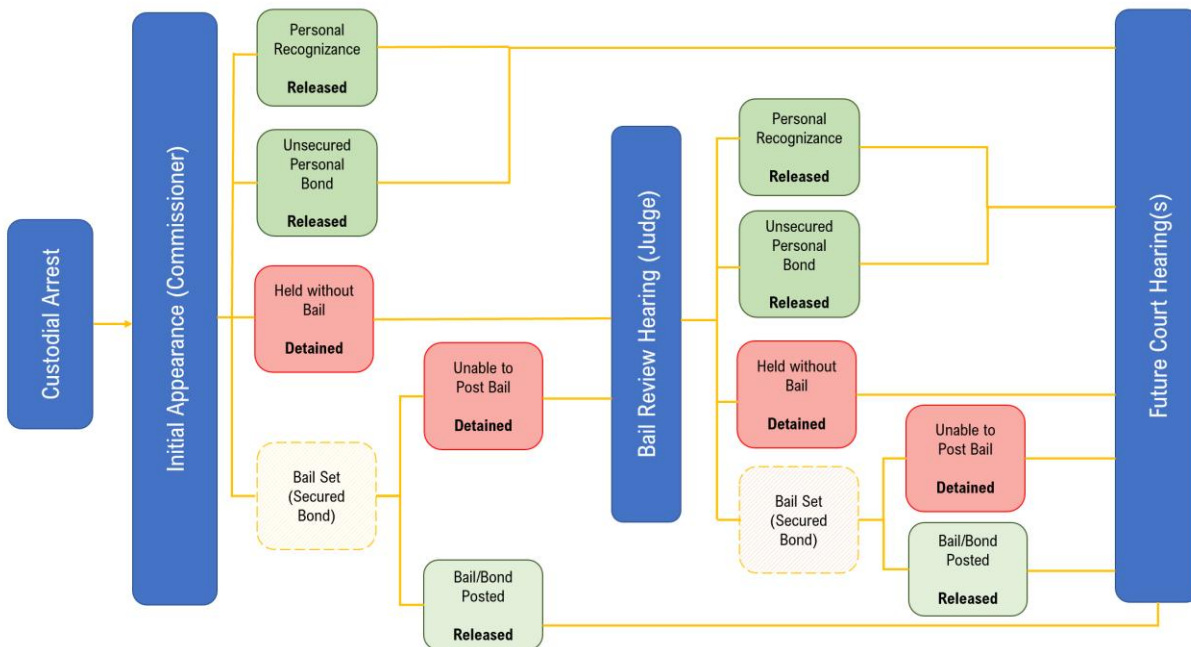 Custodial Arrest
Initial Appearance (Commissioner)
Personal
Recognizance
Released
Unsecured
Personal
Bond
Released
Held without
Bail
Detained
Bail Set
(Secured
Bond)
Unable to
Post Bail
Detained
Bail/Bond
Posted
Released
Bail Review Hearing (Judge)
Personal
Recognizance
Released
Unsecured
Personal
Bond
Released
Held without
Bail
Detained
Bail Set
(Secured
Bond)
Unable to
Post Bail
Detained
Bail/Bond
Posted
Released
Future Court Hearing(s)